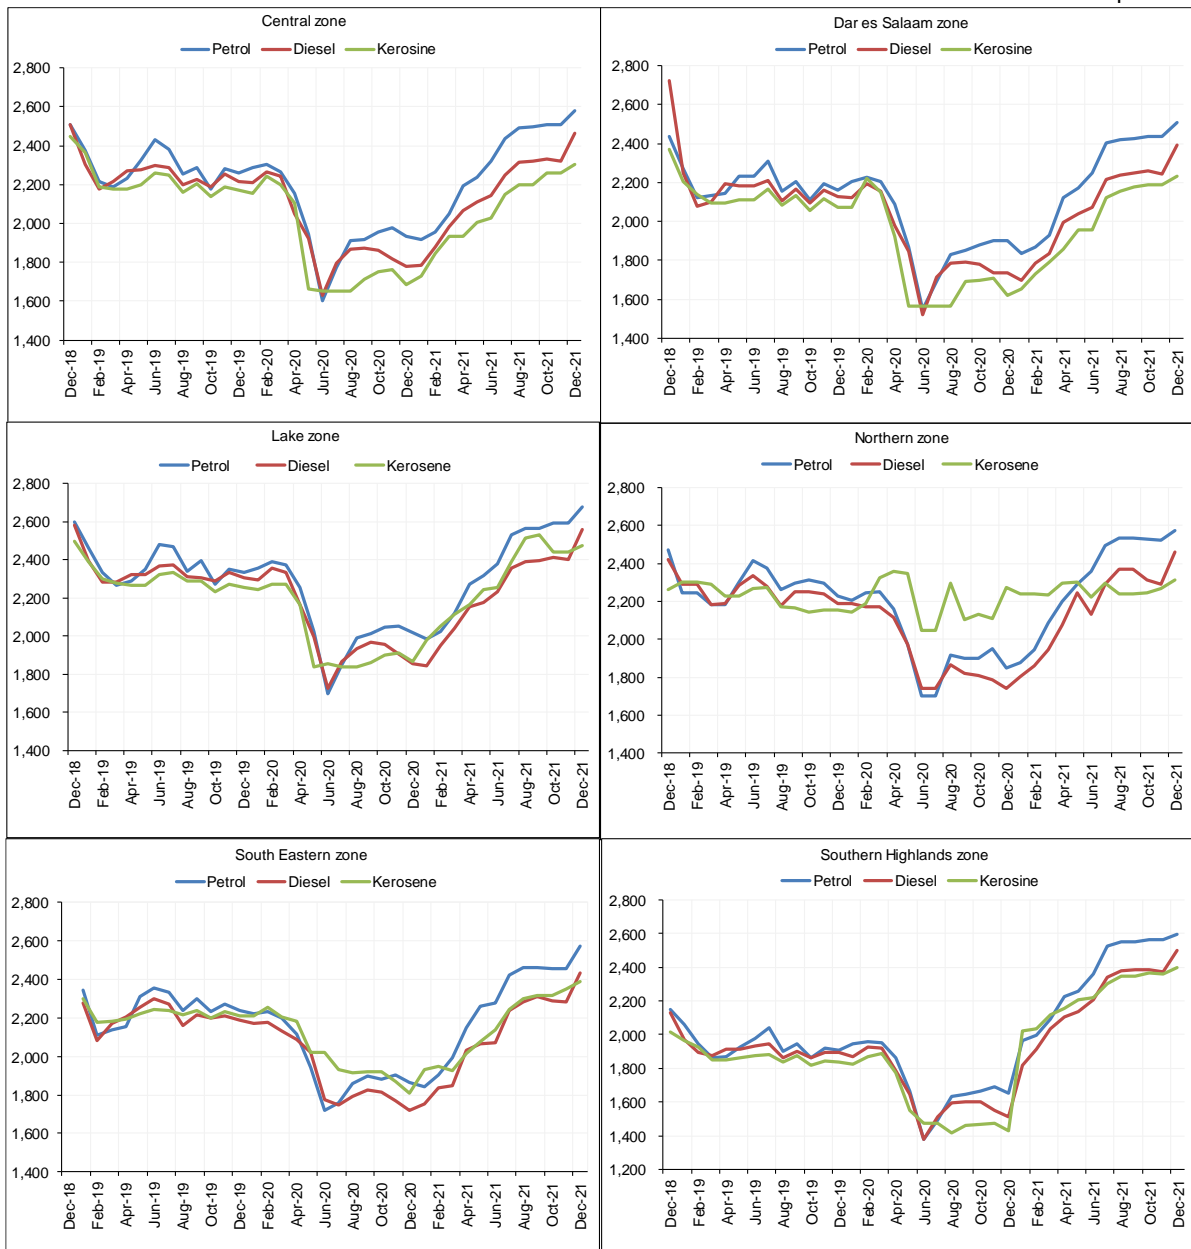 Central zone
Petrol Diesel Kerosine
2,800
2,600
2,400
2,200
2,000
1,800
1,600
1,400
Dec-18 Feb-19 Apr-19 Jun-19 Aug-19 Oct-19 Dec-19 Feb-20 Apr-20 Jun-20 Aug-20 Oct-20 Dec-20 Feb-21 Apr-21 Jun-21 Aug-21 Oct-21 Dec-21
Dar es Salaam zone
Petrol Diesel Kerosine
2,800
2,600
2,400
2,200
2,000
1,800
1,600
1,400
Dec-18 Feb-19 Apr-19 Jun-19 Aug-19 Oct-19 Dec-19 Feb-20 Apr-20 Jun-20 Aug-20 Oct-20 Dec-20 Feb-21 Apr-21 Jun-21 Aug-21 Oct-21 Dec-21
Lake zone
Petrol Diesel Kerosene
2,800
2,600
2,400
2,200
2,000
1,800
1,600
1,400
Dec-18 Feb-19 Apr-19 Jun-19 Aug-19 Oct-19 Dec-19 Feb-20 Apr-20 Jun-20 Aug-20 Oct-20 Dec-20 Feb-21 Apr-21 Jun-21 Aug-21 Oct-21 Dec-21
Northern zone
Petrol Diesel Kerosene
2,800
2,600
2,400
2,200
2,000
1,800
1,600
1,400
Dec-18 Feb-19 Apr-19 Jun-19 Aug-19 Oct-19 Dec-19 Feb-20 Apr-20 Jun-20 Aug-20 Oct-20 Dec-20 Feb-21 Apr-21 Jun-21 Aug-21 Oct-21 Dec-21
South Eastern zone
Petrol Diesel Kerosene
2,800
2,600
2,400
2,200
2,000
1,800
1,600
1,400
Dec-18 Feb-19 Apr-19 Jun-19 Aug-19 Oct-19 Dec-19 Feb-20 Apr-20 Jun-20 Aug-20 Oct-20 Dec-20 Feb-21 Apr-21 Jun-21 Aug-21 Oct-21 Dec-21
Southern Highlands zone
Petrol Diesel Kerosine
2,800
2,600
2,400
2,200
2,000
1,800
1,600
1,400
1,200
Dec-18 Feb-19 Apr-19 Jun-19 Aug-19 Oct-19 Dec-19 Feb-20 Apr-20 Jun-20 Aug-20 Oct-20 Dec-20 Feb-21 Apr-21 Jun-21 Aug-21 Oct-21 Dec-21